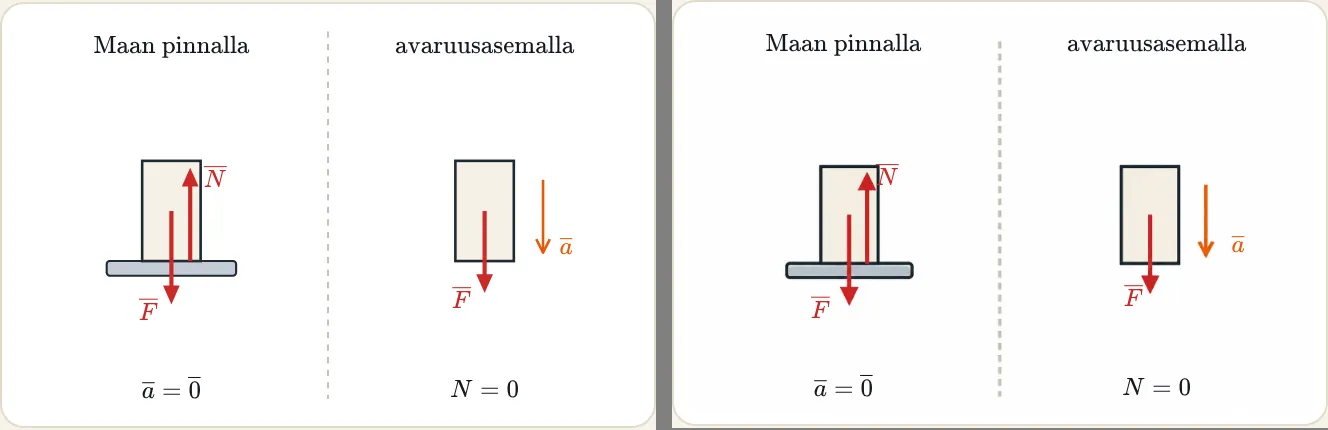 Maan pinnalla
avaruusasemalla
N̅
a̅
F̅
F̅
a̅ = 0̅
N = 0
Maan pinnalla
avaruusasemalla
N̅
a̅
F̅
F̅
a̅ = 0̅
N = 0